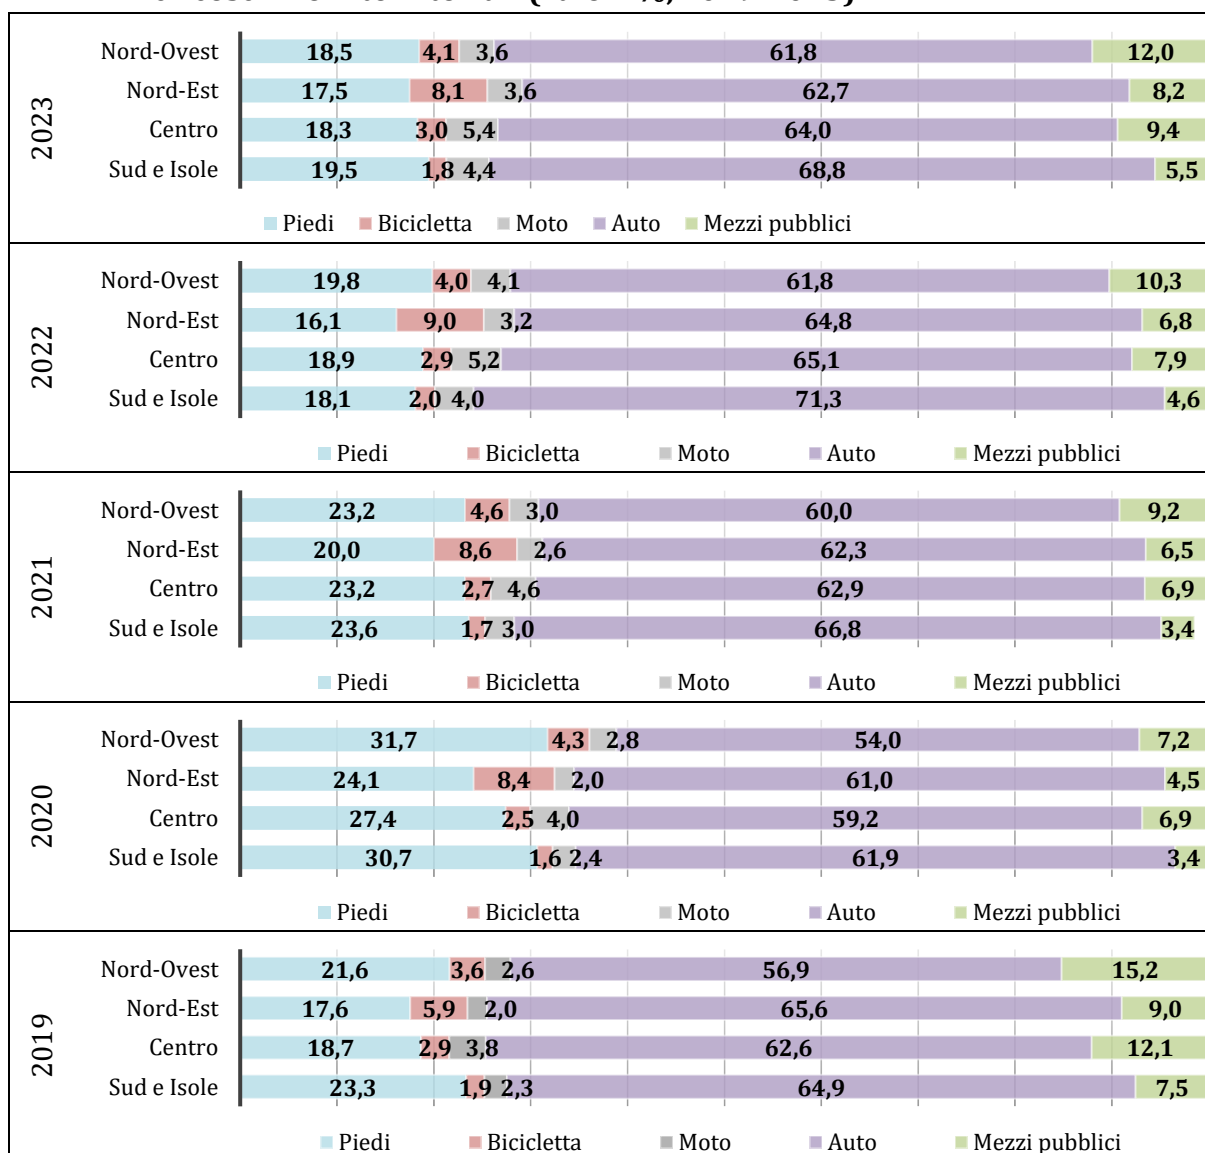 2023
Nord-Ovest 18,5 4,1 3,6 61,8 12,0
Nord-Est 17,5 8,1 3,6 62,7 8,2
Centro 18,3 3,0 5,4 64,0 9,4
Sud e Isole 19,5 1,8 4,4 68,8 5,5
Piedi Bicicletta Moto Auto Mezzi pubblici
2022
Nord-Ovest 19,8 4,0 4,1 61,8 10,3
Nord-Est 16,1 9,0 3,2 64,8 6,8
Centro 18,9 2,9 5,2 65,1 7,9
Sud e Isole 18,1 2,0 4,0 71,3 4,6
Piedi Bicicletta Moto Auto Mezzi pubblici
2021
Nord-Ovest 23,2 4,6 3,0 60,0 9,2
Nord-Est 20,0 8,6 2,6 62,3 6,5
Centro 23,2 2,7 4,6 62,9 6,9
Sud e Isole 23,6 1,7 3,0 66,8 3,4
Piedi Bicicletta Moto Auto Mezzi pubblici
2020
Nord-Ovest 31,7 4,3 2,8 54,0 7,2
Nord-Est 24,1 8,4 2,0 61,0 4,5
Centro 27,4 2,5 4,0 59,2 6,9
Sud e Isole 30,7 1,6 2,4 61,9 3,4
Piedi Bicicletta Moto Auto Mezzi pubblici
2019
Nord-Ovest 21,6 3,6 2,6 56,9 15,2
Nord-Est 17,6 5,9 2,0 65,6 9,0
Centro 18,7 2,9 3,8 62,6 12,1
Sud e Isole 23,3 1,9 2,3 64,9 7,5
Piedi Bicicletta Moto Auto Mezzi pubblici